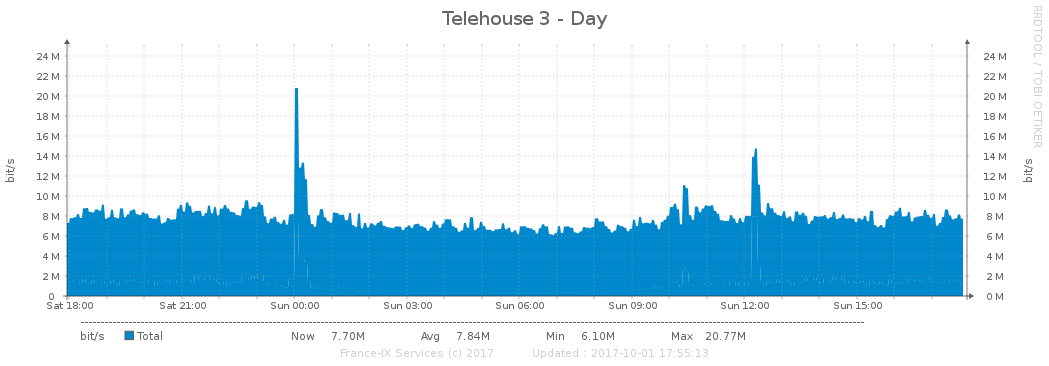 Telehouse 3 - Day
RRDTOOL / TOBI OETIKER
bit/s
24 M
22 M
20 M
18 M
16 M
14 M
12 M
10 M
8 M
6 M
4 M
2 M
0
24 M
22 M
20 M
18 M
16 M
14 M
12 M
10 M
8 M
6 M
4 M
2 M
0 M
bit/s
Sat 18:00 Sat 21:00 Sun 00:00 Sun 03:00 Sun 06:00 Sun 09:00 Sun 12:00 Sun 15:00
bit/s Total Now 7.70M Avg 7.84M Min 6.10M Max 20.77M
France-IX Services (c) 2017 Updated : 2017-10-01 17:55:13